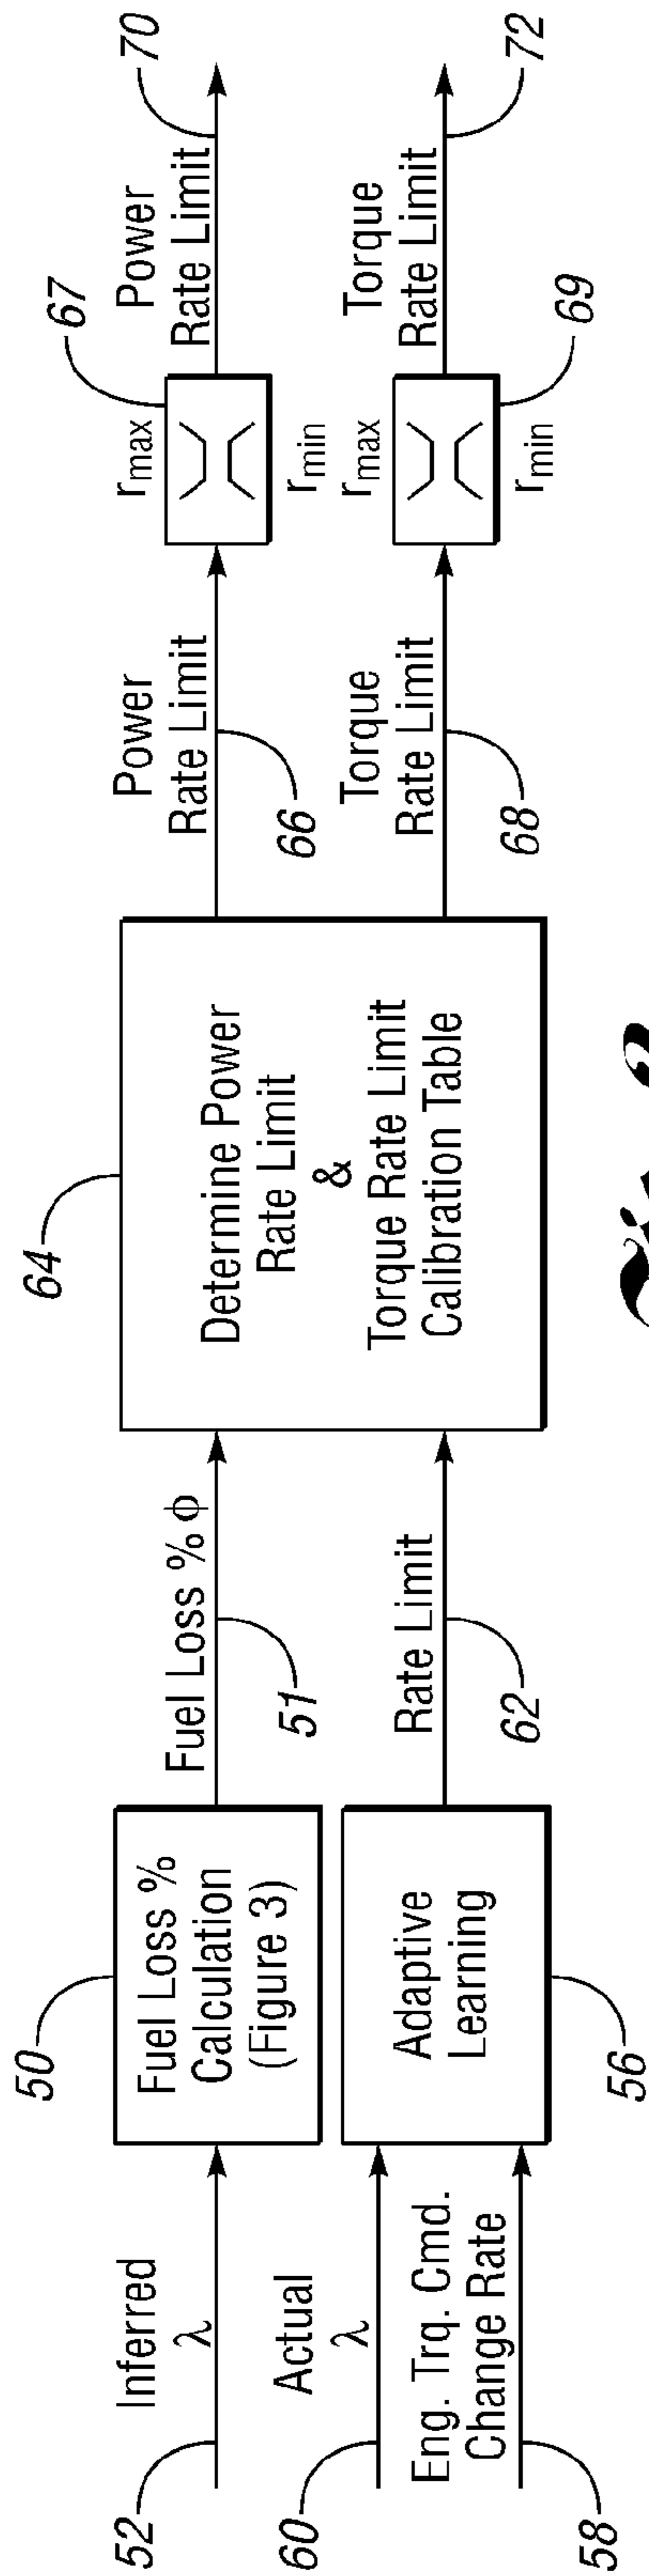 52
Inferred
λ
60
Actual
λ
Eng. Trq. Cmd.
Change Rate
58
50
Fuel Loss %
Calculation
(Figure 3)
Adaptive
Learning
56
Fuel Loss % ϕ
51
Rate Limit
62
64
Determine Power
Rate Limit
&
Torque Rate Limit
Calibration Table
Power
Rate Limit
66
Torque
Rate Limit
68
67
rmax
rmin
rmax
rmin
69
Power
Rate Limit
70
Torque
Rate Limit
72